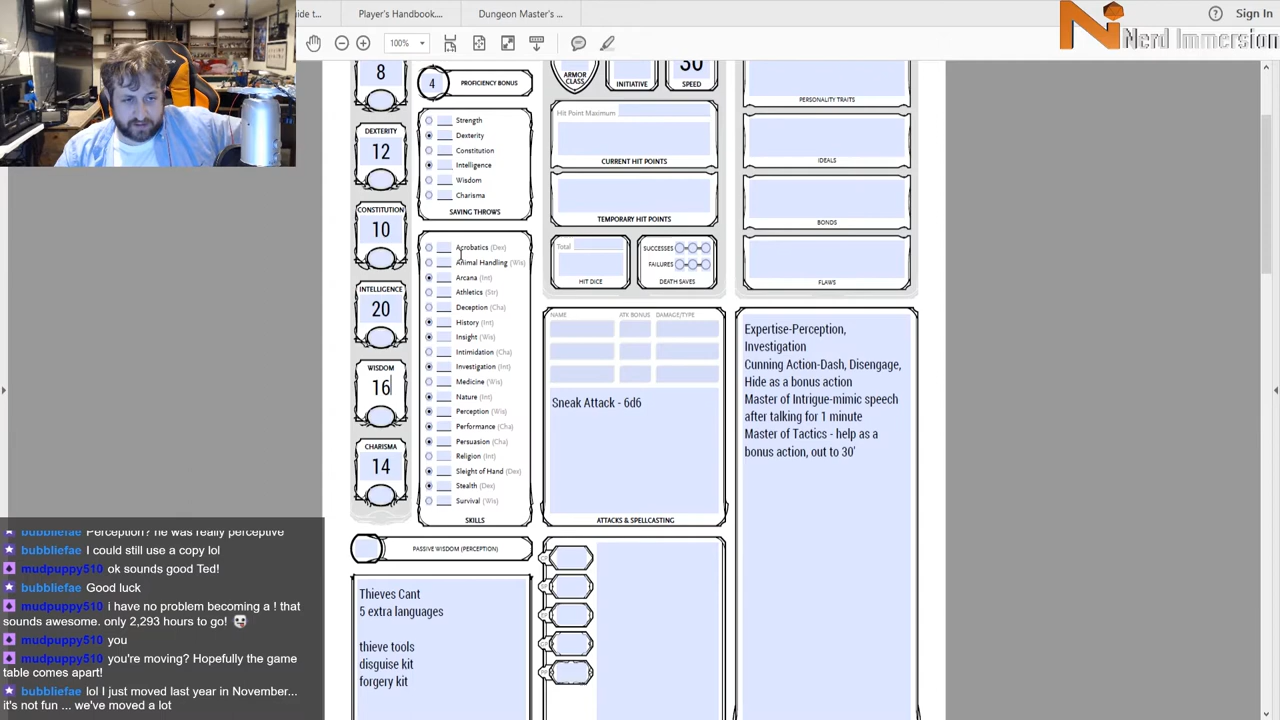 uide t...
Player's Handbook....
Dungeon Master's ...
Sign In
Nerd Immersion
100%
8
4
PROFICIENCY BONUS
ARMOR
CLASS
INITIATIVE
30
SPEED
PERSONALITY TRAITS
DEXTERITY
12
Strength
Dexterity
Constitution
Intelligence
Wisdom
Charisma
SAVING THROWS
Hit Point Maximum
CURRENT HIT POINTS
TEMPORARY HIT POINTS
IDEALS
BONDS
CONSTITUTION
10
Total
HIT DICE
SUCCESSES
FAILURES
DEATH SAVES
FLAWS
INTELLIGENCE
20
WISDOM
16
CHARISMA
14
Acrobatics (Dex)
Animal Handling (Wis)
Arcana (Int)
Athletics (Str)
Deception (Cha)
History (Int)
Insight (Wis)
Intimidation (Cha)
Investigation (Int)
Medicine (Wis)
Nature (Int)
Perception (Wis)
Performance (Cha)
Persuasion (Cha)
Religion (Int)
Sleight of Hand (Dex)
Stealth (Dex)
Survival (Wis)
SKILLS
NAME
ATK BONUS
DAMAGE/TYPE
Sneak Attack - 6d6
ATTACKS & SPELLCASTING
Expertise-Perception,
Investigation
Cunning Action-Dash, Disengage,
Hide as a bonus action
Master of Intrigue-mimic speech
after talking for 1 minute
Master of Tactics - help as a
bonus action, out to 30'
PASSIVE WISDOM (PERCEPTION)
Thieves Cant
5 extra languages
thieve tools
disguise kit
forgery kit
bubbliefae Perception? he was really perceptive
bubbliefae I could still use a copy lol
mudpuppy510 ok sounds good Ted!
bubbliefae Good luck
mudpuppy510 i have no problem becoming a ! that
sounds awesome. only 2,293 hours to go!
mudpuppy510 you
mudpuppy510 you're moving? Hopefully the game
table comes apart!
bubbliefae lol I just moved last year in November...
it's not fun ... we've moved a lot